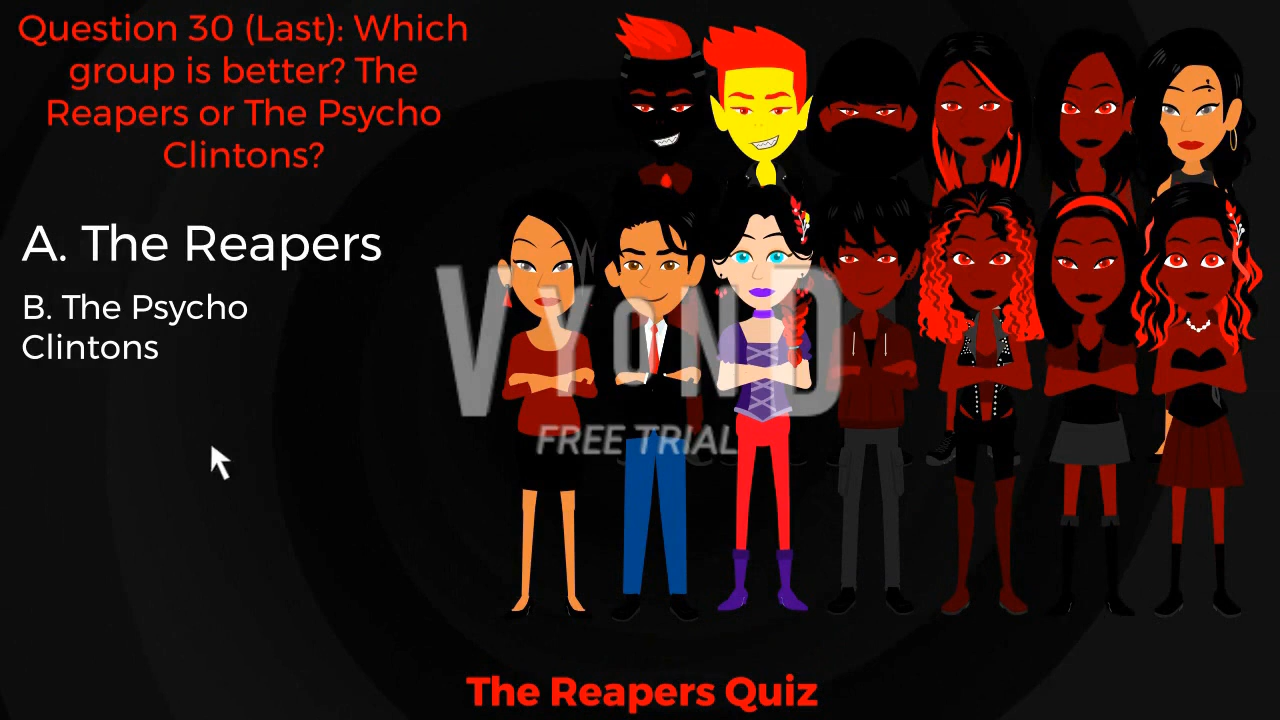 Question 30 (Last): Which
group is better? The
Reapers or The Psycho
Clintons?
A. The Reapers
B. The Psycho
Clintons
VYOND
FREE TRIAL
The Reapers Quiz